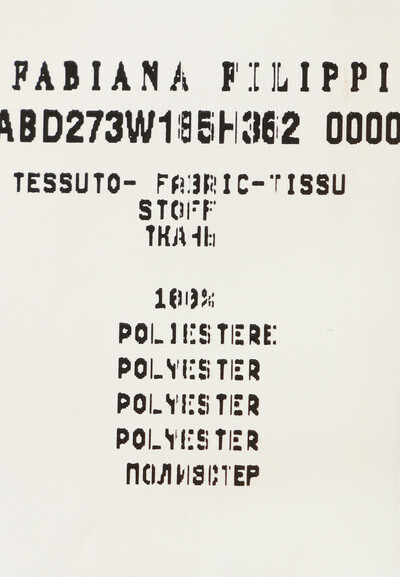 FABIANA FILIPPI
ABD273W185H362 0000
TESSUTO- FABRIC-TISSU
STOFF
ТКАНЬ
100%
POLIESTERE
POLYESTER
POLYESTER
POLYESTER
ПОЛИЭСТЕР